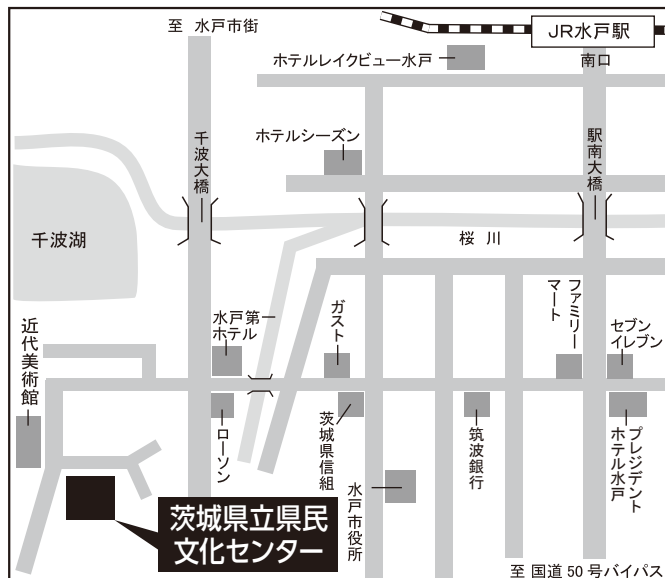 至 水戸市街
JR水戸駅
南口
ホテルレイクビュー水戸
千波大橋
ホテルシーズン
駅南大橋
千波湖
桜川
近代美術館
水戸第一
ホテル
ガスト
ファミリー
マート
セブン
イレブン
ローソン
茨城県信組
水戸市役所
筑波銀行
プレジデント
ホテル水戸
茨城県立県民
文化センター
至 国道50号バイパス